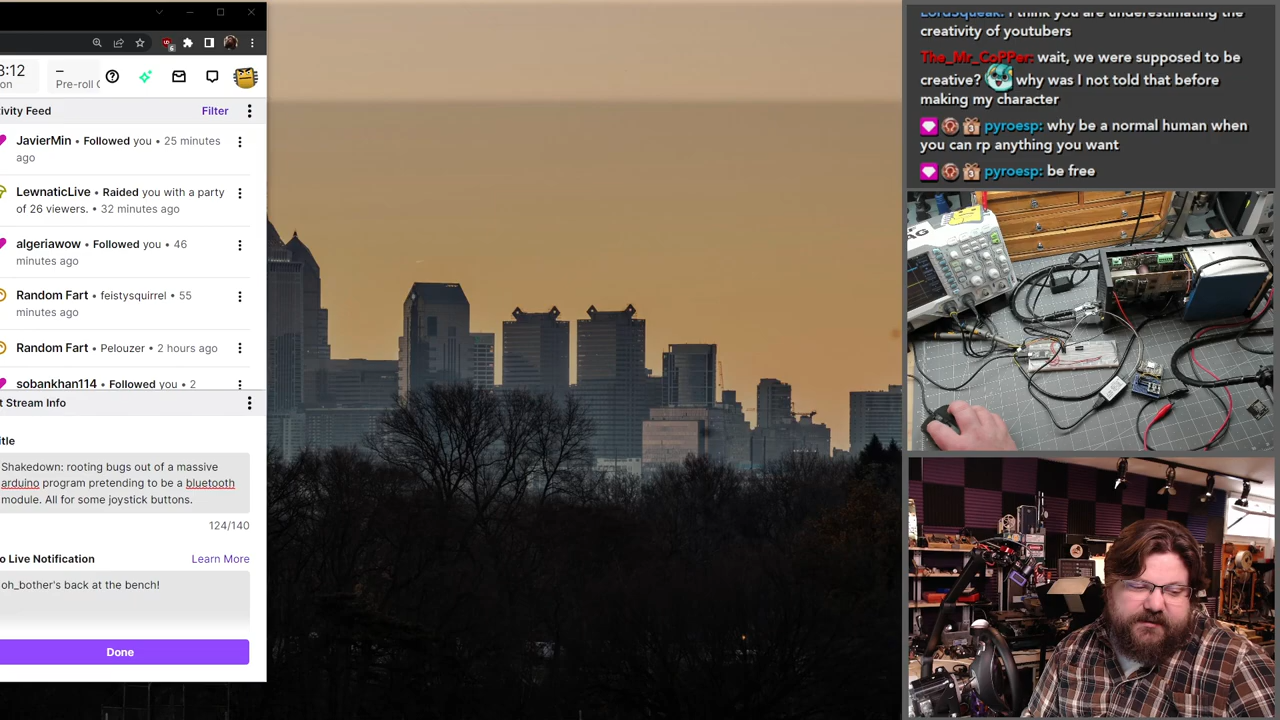 3:12
on
–
Pre-roll
ivity Feed
Filter
JavierMin • Followed you • 25 minutes
ago
LewnaticLive • Raided you with a party
of 26 viewers. • 32 minutes ago
algeriawow • Followed you • 46
minutes ago
Random Fart • feistysquirrel • 55
minutes ago
Random Fart • Pelouzer • 2 hours ago
sobankhan114 • Followed you • 2
t Stream Info
itle
Shakedown: rooting bugs out of a massive
arduino program pretending to be a bluetooth
module. All for some joystick buttons.
124/140
o Live Notification
Learn More
oh_bother's back at the bench!
Done
LordSqueak: I think you are underestimating the
creativity of youtubers
The_Mr_CoPPer: wait, we were supposed to be
creative? why was I not told that before
making my character
3 pyroesp: why be a normal human when
you can rp anything you want
3 pyroesp: be free